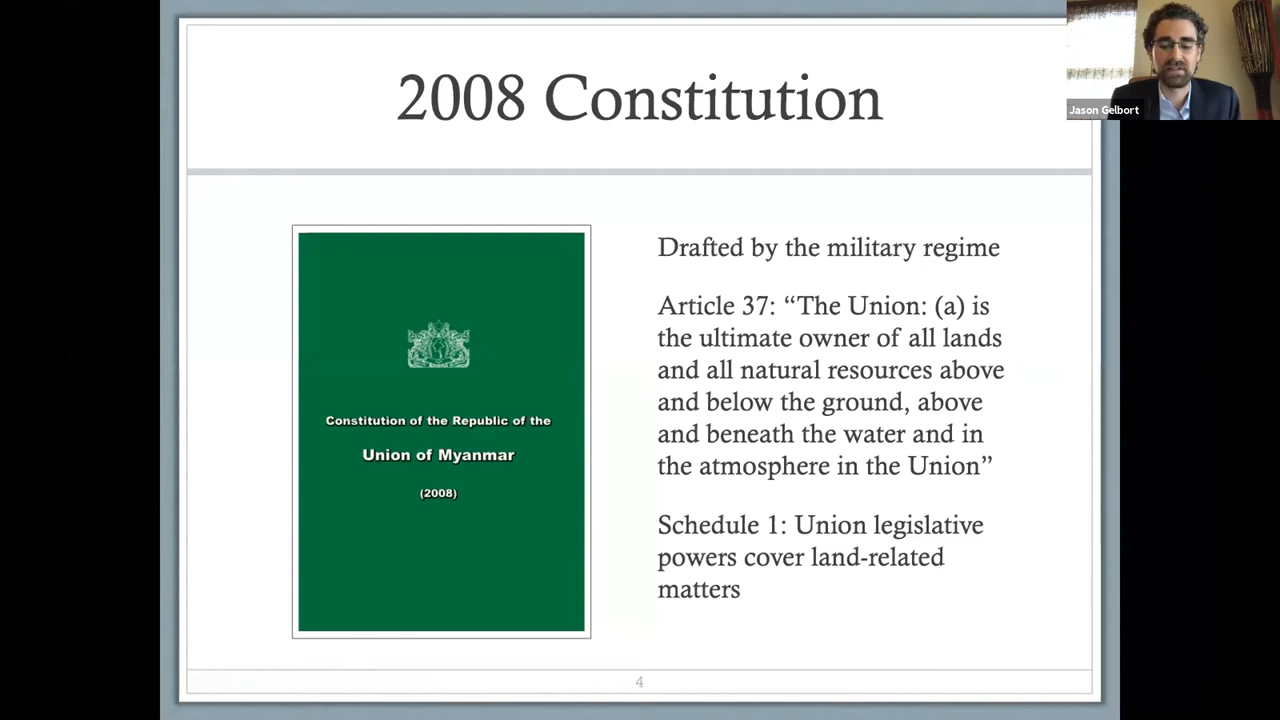 2008 Constitution
Jason Gelbort
Constitution of the Republic of the
Union of Myanmar
(2008)
Drafted by the military regime
Article 37: “The Union: (a) is
the ultimate owner of all lands
and all natural resources above
and below the ground, above
and beneath the water and in
the atmosphere in the Union”
Schedule 1: Union legislative
powers cover land-related
matters
4